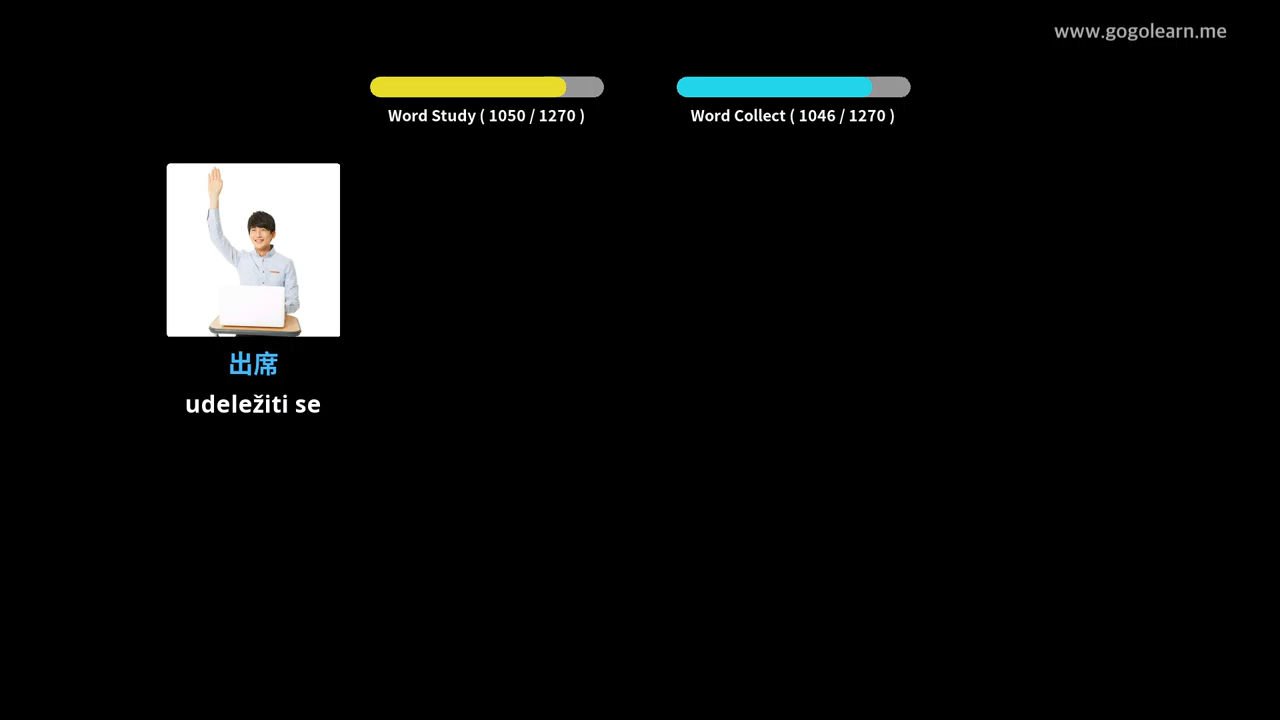 www.gogolearn.me
Word Study ( 1050 / 1270 )
Word Collect ( 1046 / 1270 )
出席
udeležiti se